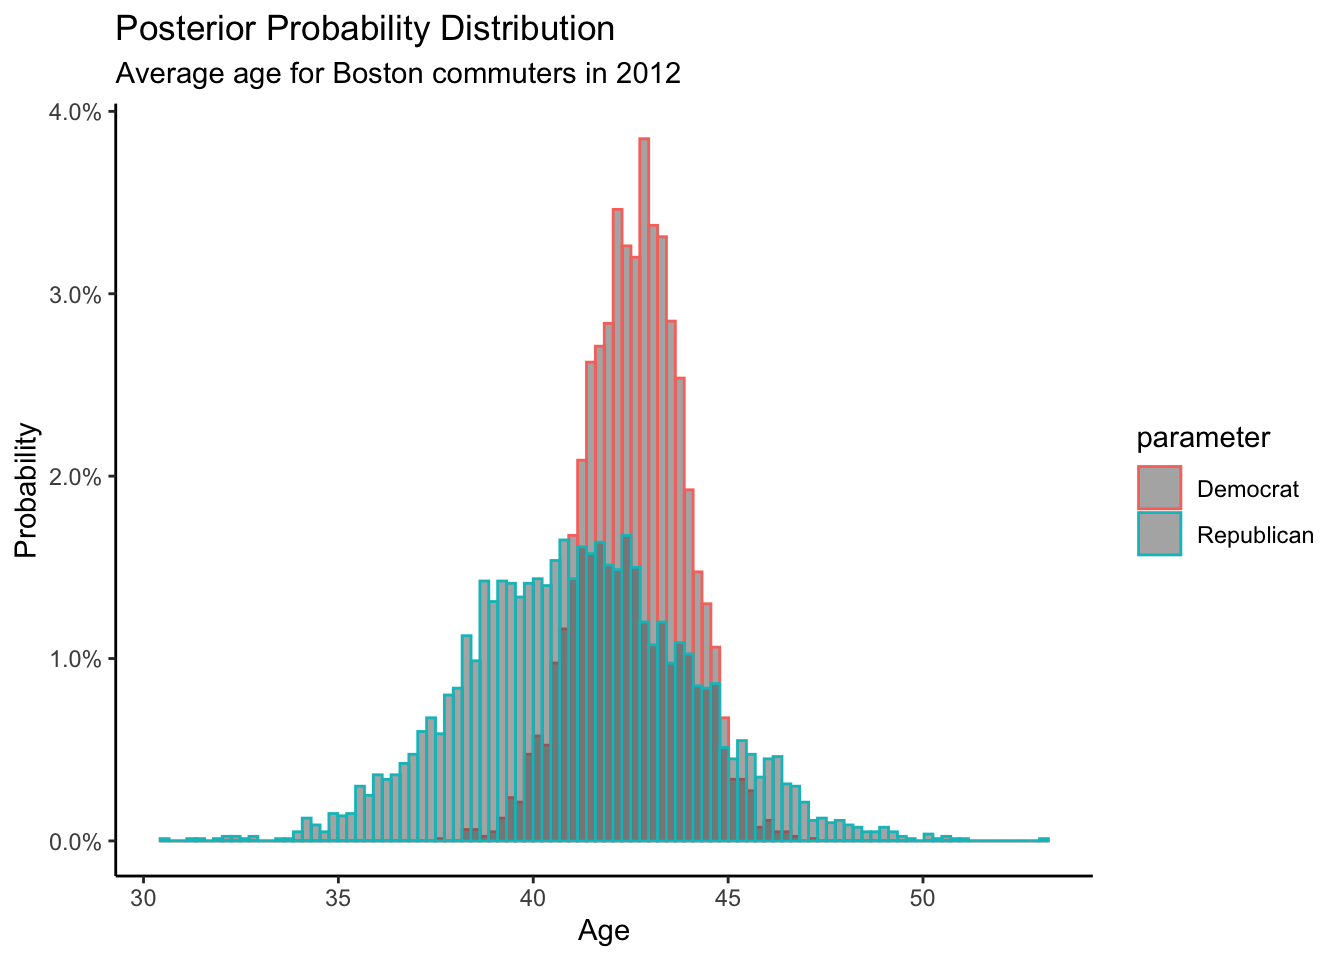 Posterior Probability Distribution
Average age for Boston commuters in 2012
4.0%
3.0%
2.0%
1.0%
0.0%
Probability
30 35 40 45 50
Age
parameter
Democrat
Republican